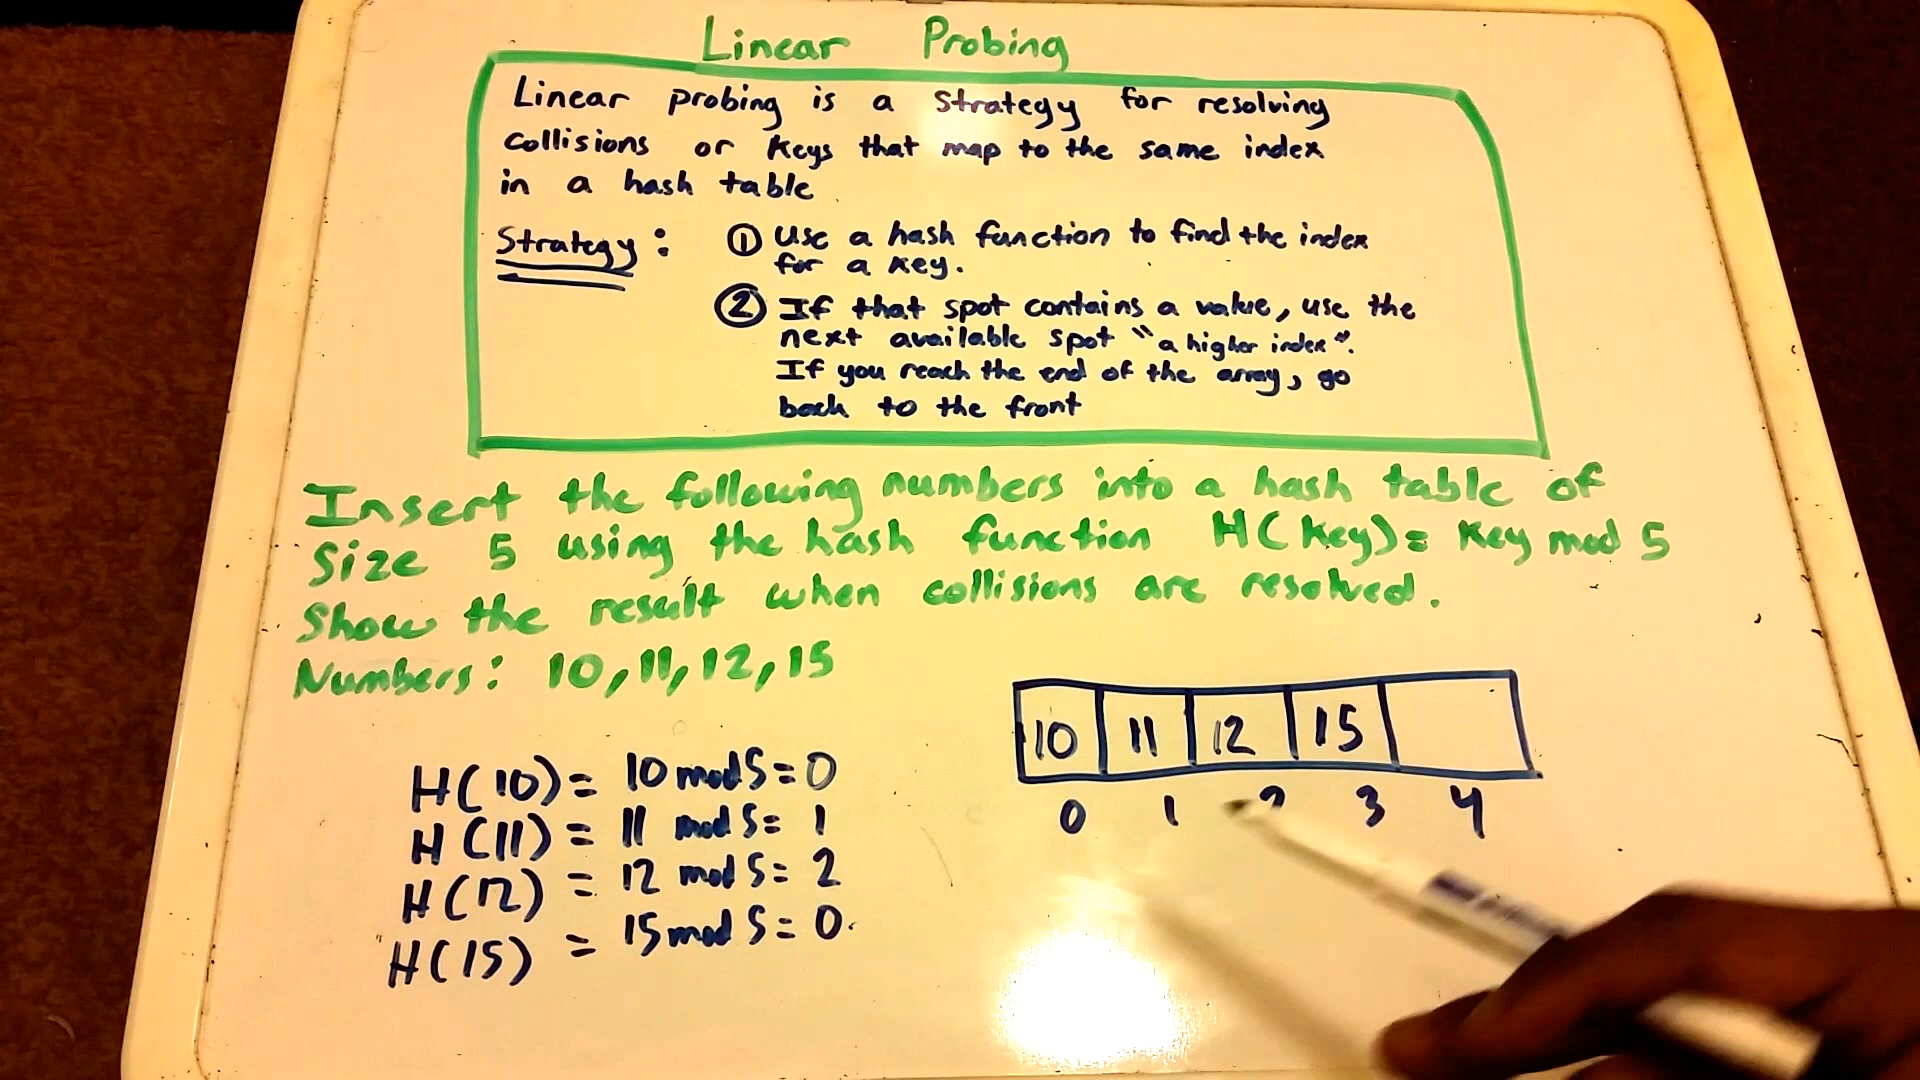 Linear Probing
Linear probing is a strategy for resolving
collisions or keys that map to the same index
in a hash table
Strategy: ① Use a hash function to find the index
for a key.
② If that spot contains a value, use the
next available spot "a higher index".
If you reach the end of the array, go
back to the front
Insert the following numbers into a hash table of
size 5 using the hash function H(key)= key mod 5
Show the result when collisions are resolved.
Numbers: 10, 11, 12, 15
10 11 12 15
0 1 2 3 4
H(10) = 10 mod 5 = 0
H(11) = 11 mod 5 = 1
H(12) = 12 mod 5 = 2
H(15) = 15 mod 5 = 0.